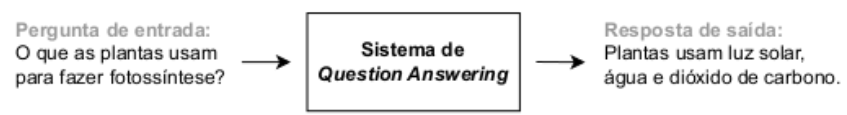 Pergunta de entrada:
O que as plantas usam
para fazer fotossíntese?
Sistema de
Question Answering
Resposta de saída:
Plantas usam luz solar,
água e dióxido de carbono.